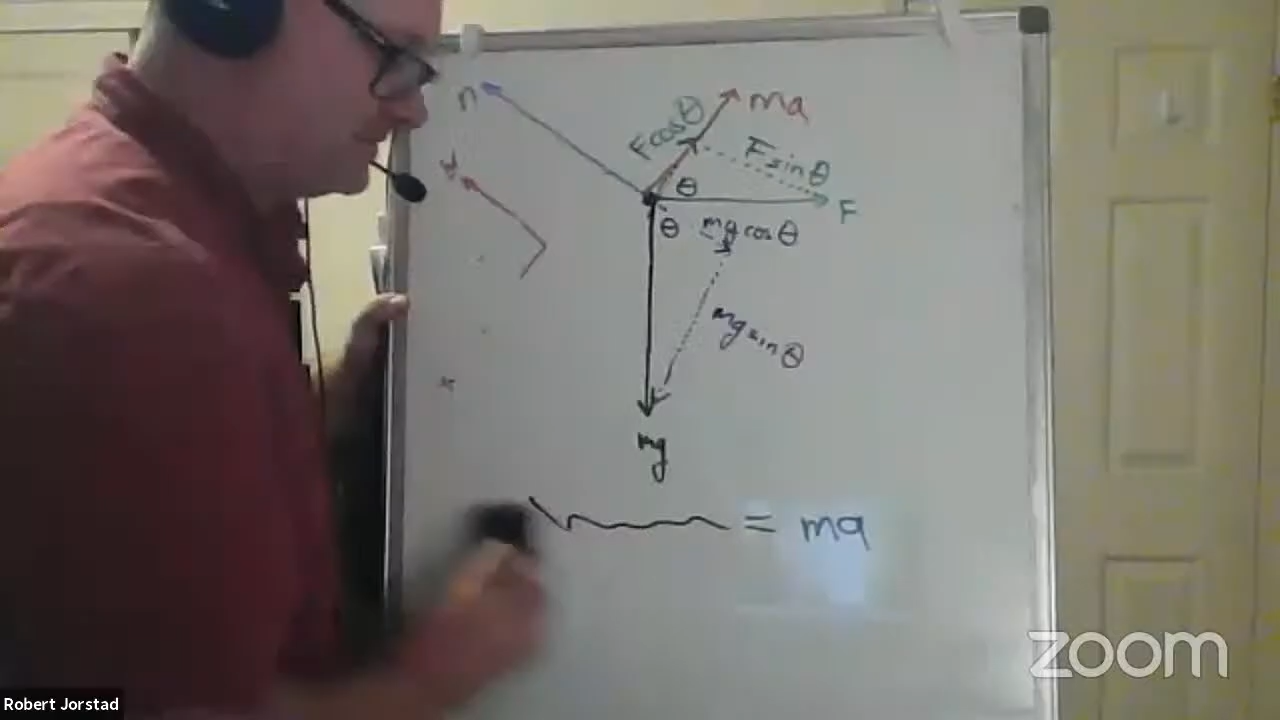 n
ma
F cos θ
F sin θ
y
θ
F
θ
mg cos θ
mg sin θ
x
mg
= ma
zoom
Robert Jorstad